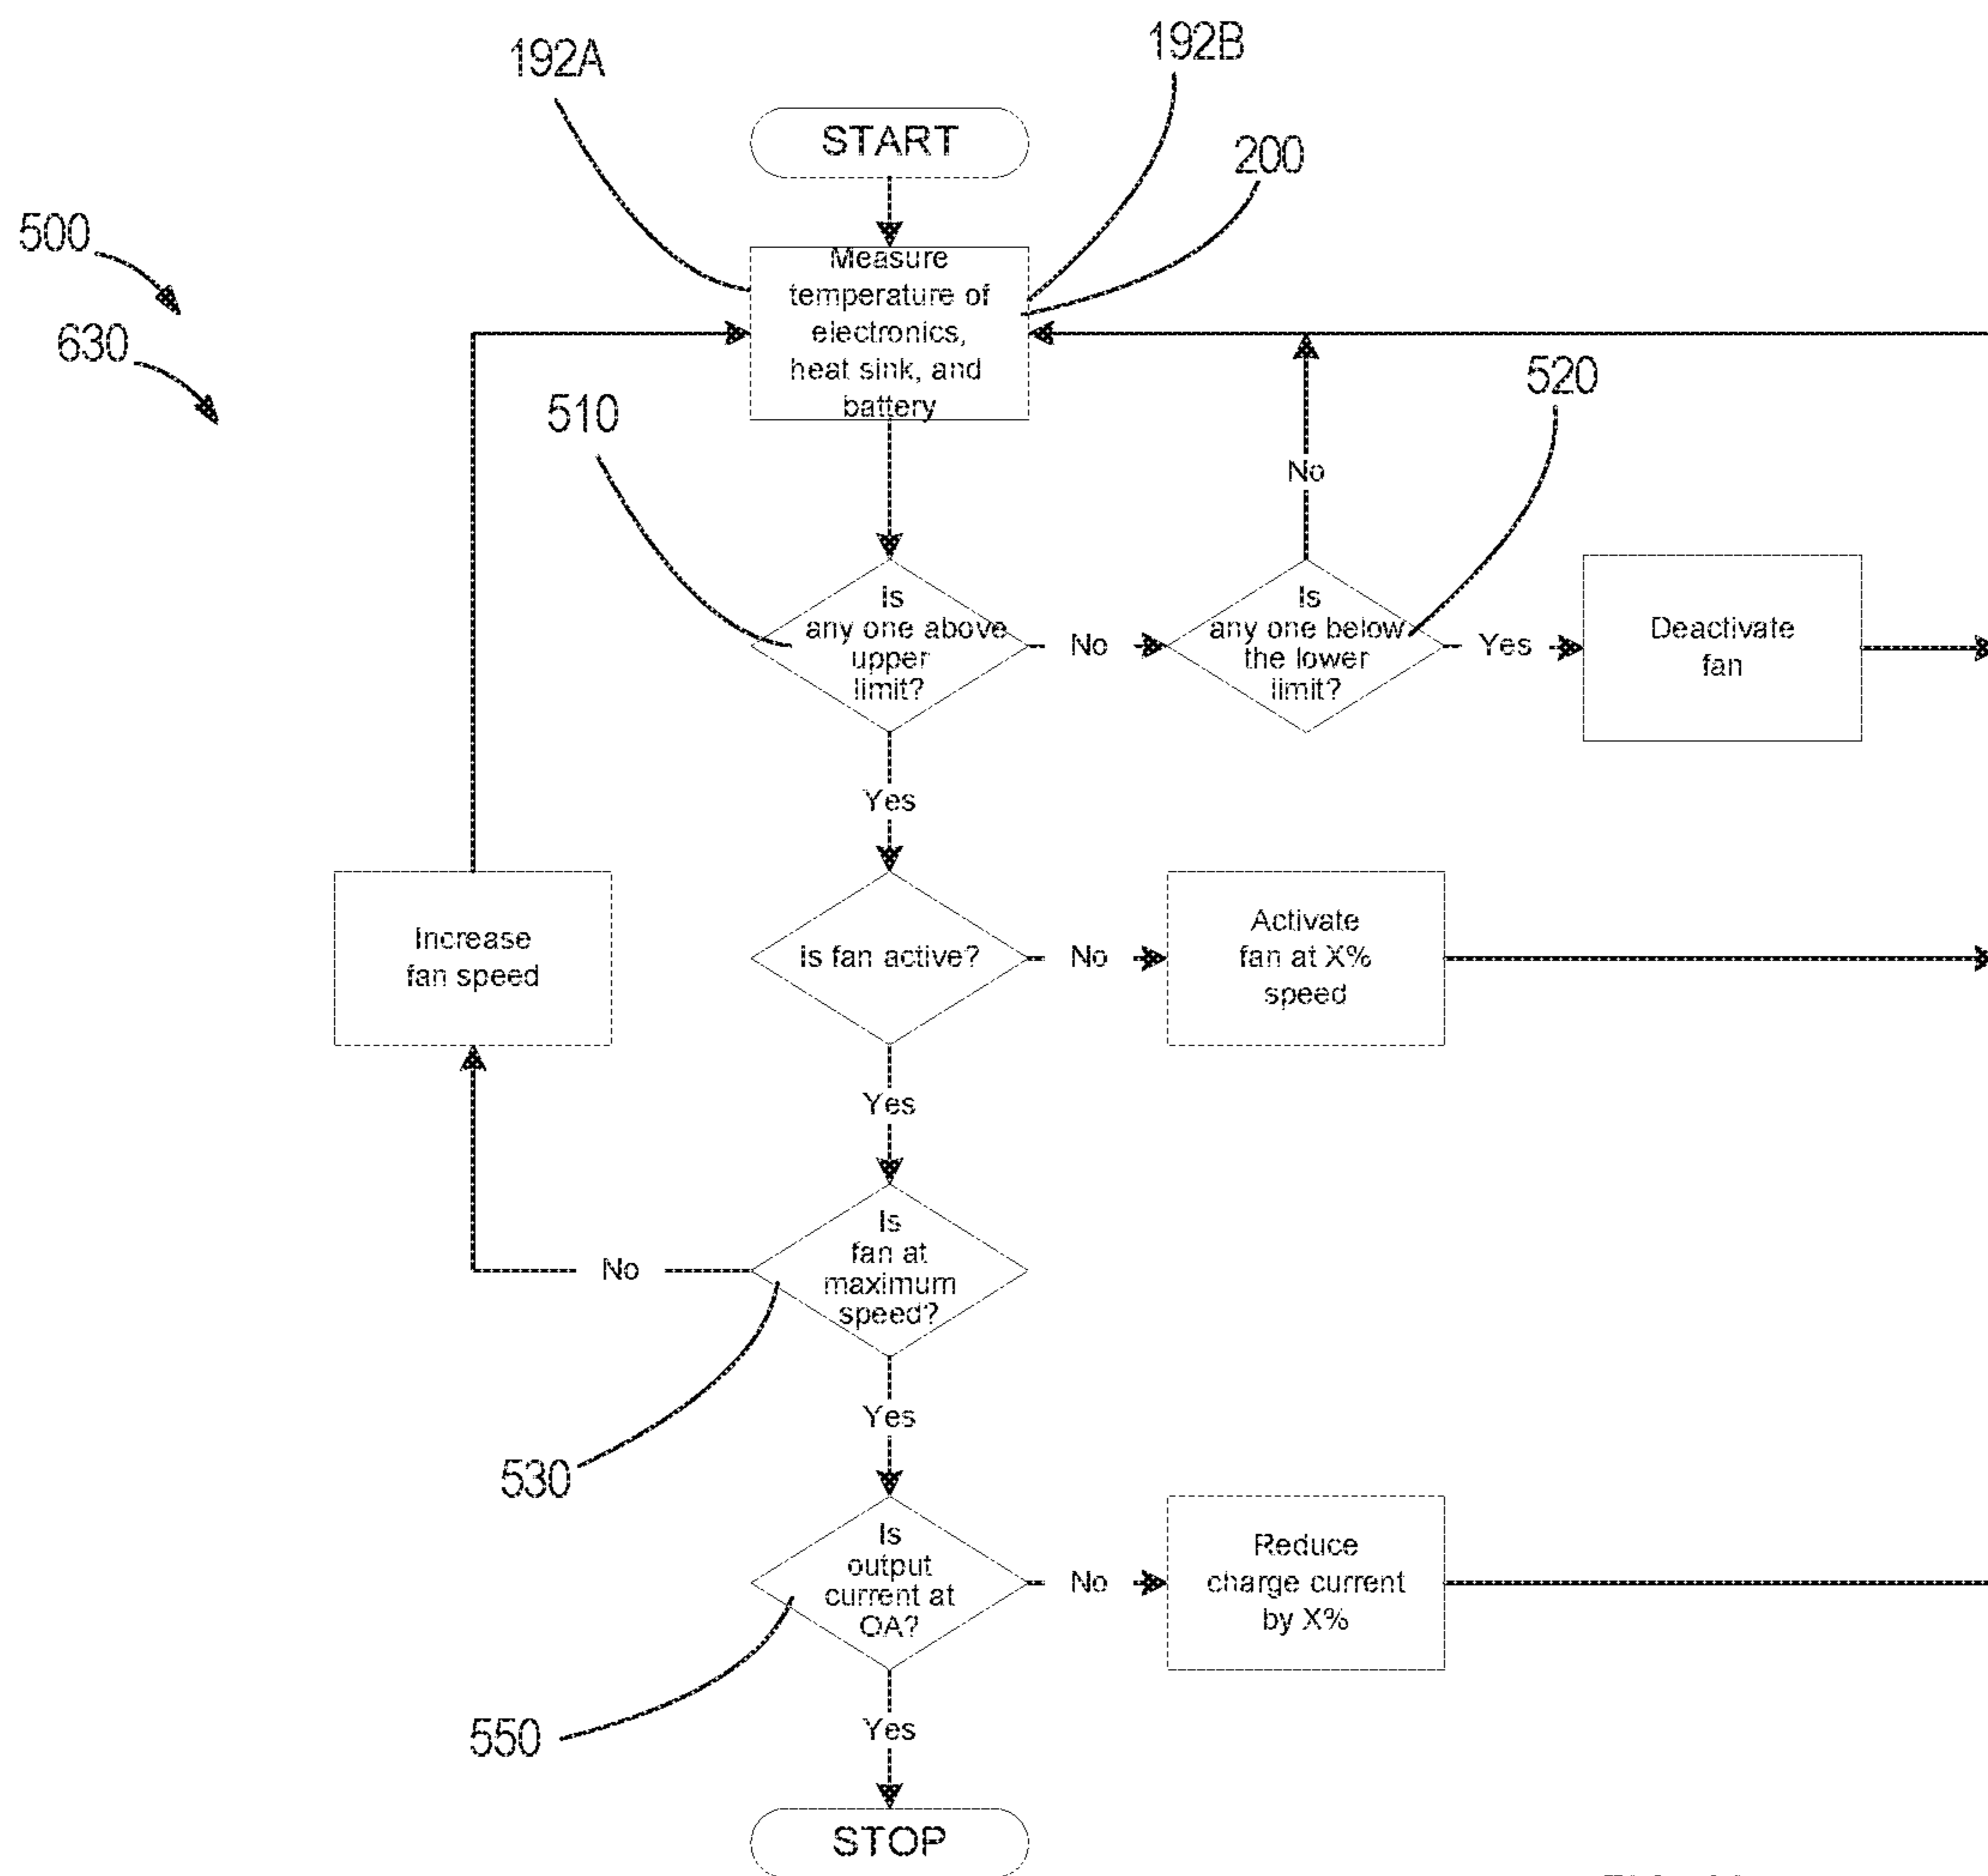 192A
192B
START
200
500
Measure
temperature of
electronics,
heat sink, and
battery
630
520
510
No
Is
any one above
upper
limit?
No
Is
any one below
the lower
limit?
Yes
Deactivate
fan
Yes
Increase
fan speed
Is fan active?
No
Activate
fan at X%
speed
Yes
Is
fan at
maximum
speed?
No
530
Yes
Is
output
current at
OA?
No
Reduce
charge current
by X%
550
Yes
STOP